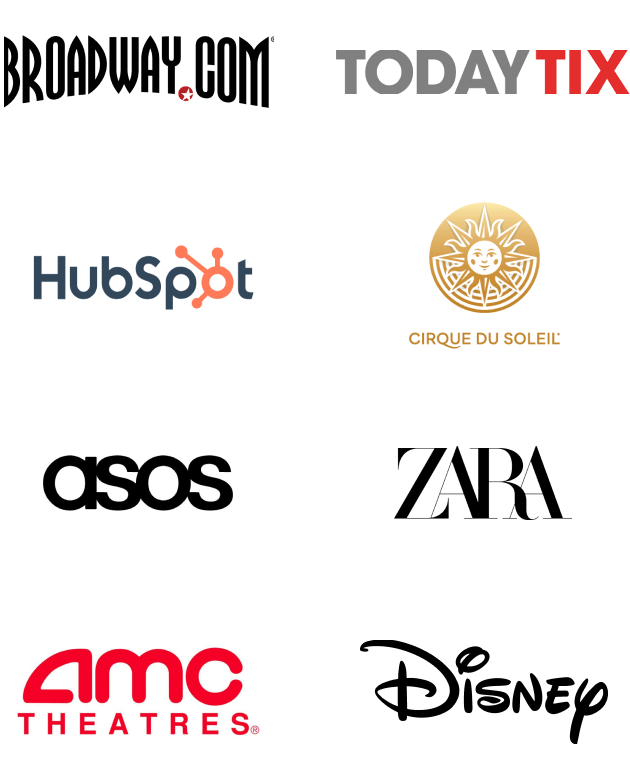 BROADWAY.COM
TODAYTIX
HubSpot
CIRQUE DU SOLEIL
asos
ZARA
amc
THEATRES®
Disney